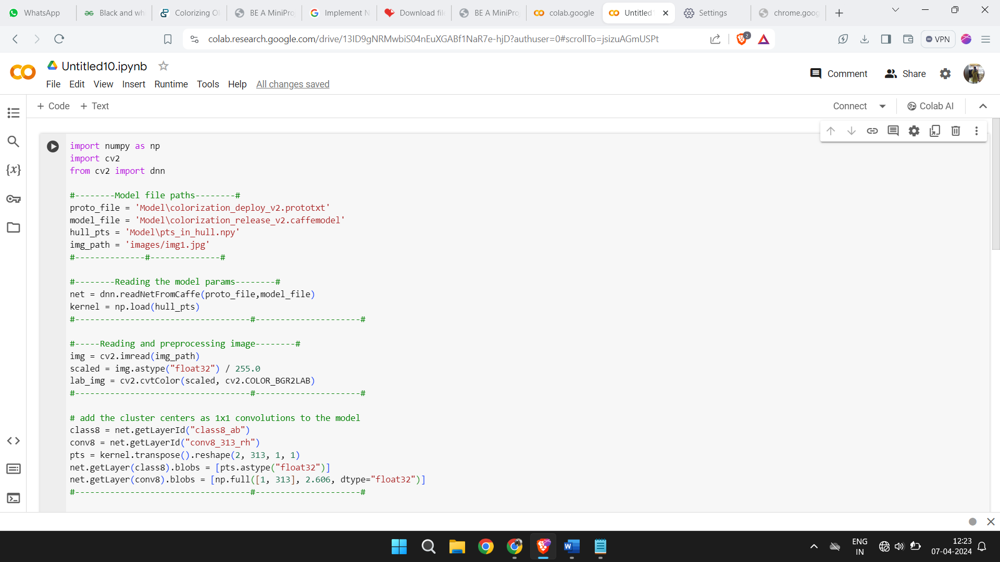 WhatsApp
Black and whi
Colorizing Ol
BE A MiniProj
Implement N
Download file
BE A MiniProj
colab.google
Untitled1
Settings
chrome.goog
colab.research.google.com/drive/13ID9gNRMwbiS04nEuXGABf1NaR7e-hjD?authuser=0#scrollTo=jsizuAGmUSPt
2
VPN
Untitled10.ipynb
File Edit View Insert Runtime Tools Help All changes saved
Comment
Share
+ Code + Text
Connect
Colab AI
{x}
import numpy as np
import cv2
from cv2 import dnn
#--------Model file paths--------#
proto_file = 'Model\colorization_deploy_v2.prototxt'
model_file = 'Model\colorization_release_v2.caffemodel'
hull_pts = 'Model\pts_in_hull.npy'
img_path = 'images/img1.jpg'
#--------------#--------------#
#--------Reading the model params--------#
net = dnn.readNetFromCaffe(proto_file,model_file)
kernel = np.load(hull_pts)
#-----------------------------------#---------------------#
#-----Reading and preprocessing image--------#
img = cv2.imread(img_path)
scaled = img.astype("float32") / 255.0
lab_img = cv2.cvtColor(scaled, cv2.COLOR_BGR2LAB)
#-----------------------------------#---------------------#
# add the cluster centers as 1x1 convolutions to the model
class8 = net.getLayerId("class8_ab")
conv8 = net.getLayerId("conv8_313_rh")
pts = kernel.transpose().reshape(2, 313, 1, 1)
net.getLayer(class8).blobs = [pts.astype("float32")]
net.getLayer(conv8).blobs = [np.full([1, 313], 2.606, dtype="float32")]
#-----------------------------------#---------------------#
ENG
IN
12:23
07-04-2024